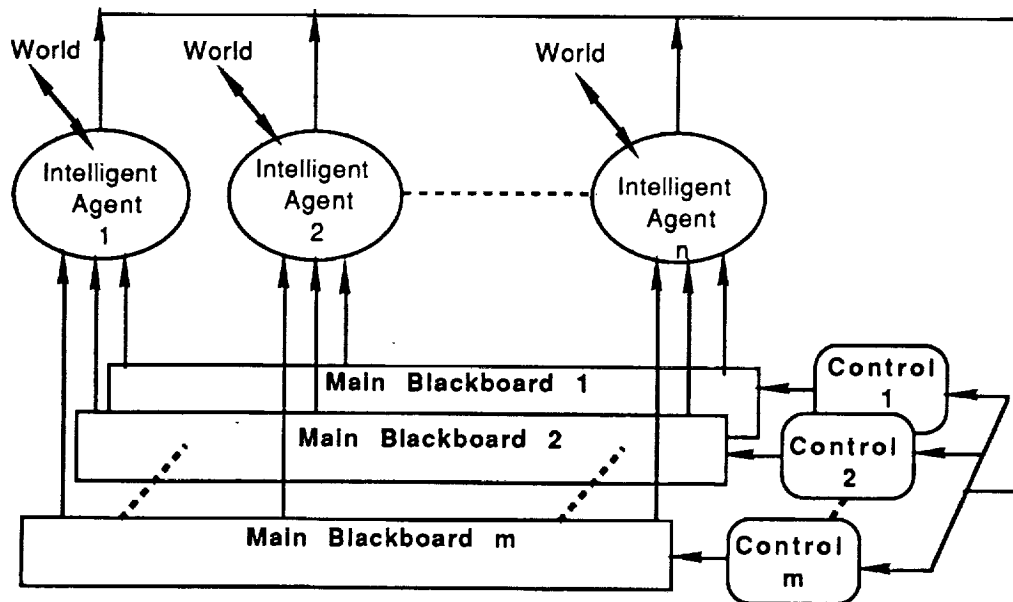 World
World
World
Intelligent
Agent
1
Intelligent
Agent
2
Intelligent
Agent
n
Main Blackboard 1
Control
1
Main Blackboard 2
Control
2
Main Blackboard m
Control
m